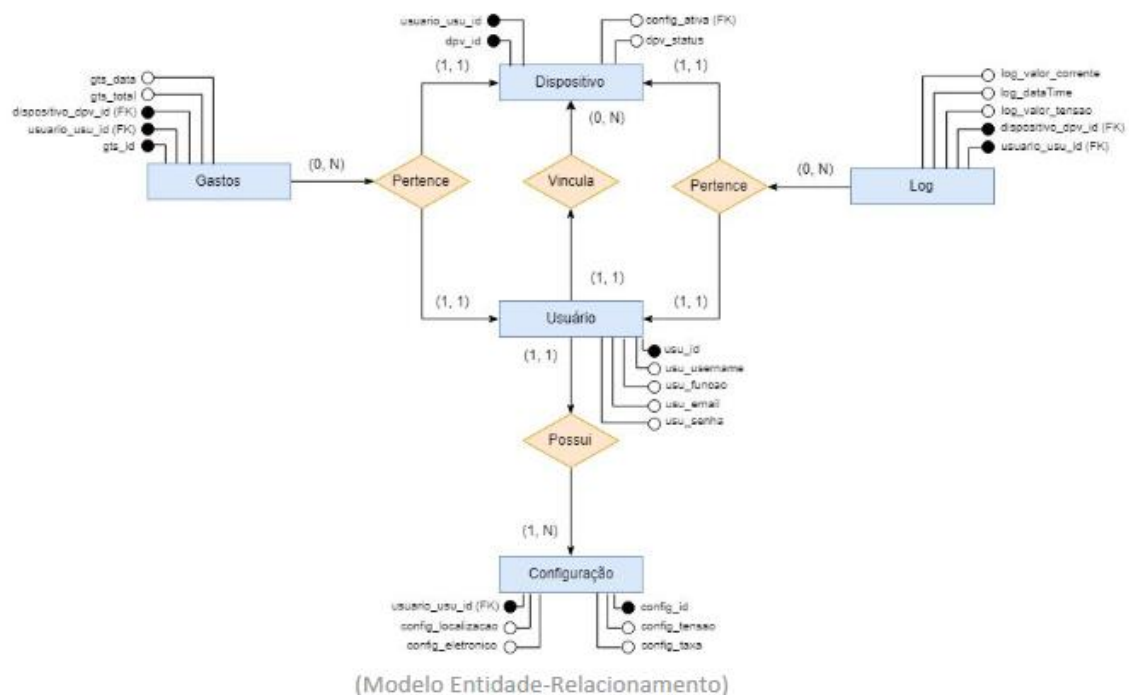 usuario_usu_id
dpv_id
config_ativa (FK)
dpv_status
(1, 1)
Dispositivo
(1, 1)
(0, N)
gts_data
gts_total
dispositivo_dpv_id (FK)
usuario_usu_id (FK)
gts_id
Gastos
(0, N)
Pertence
Vincula
Pertence
(0, N)
log_valor_corrente
log_dataTime
log_valor_tensao
dispositivo_dpv_id (FK)
usuario_usu_id (FK)
Log
(1, 1)
(1, 1)
(1, 1)
Usuário
(1, 1)
usu_id
usu_username
usu_funcao
usu_email
usu_senha
Possui
(1, N)
Configuração
usuario_usu_id (FK)
config_localizacao
config_eletronico
config_id
config_tensao
config_taxa
(Modelo Entidade-Relacionamento)